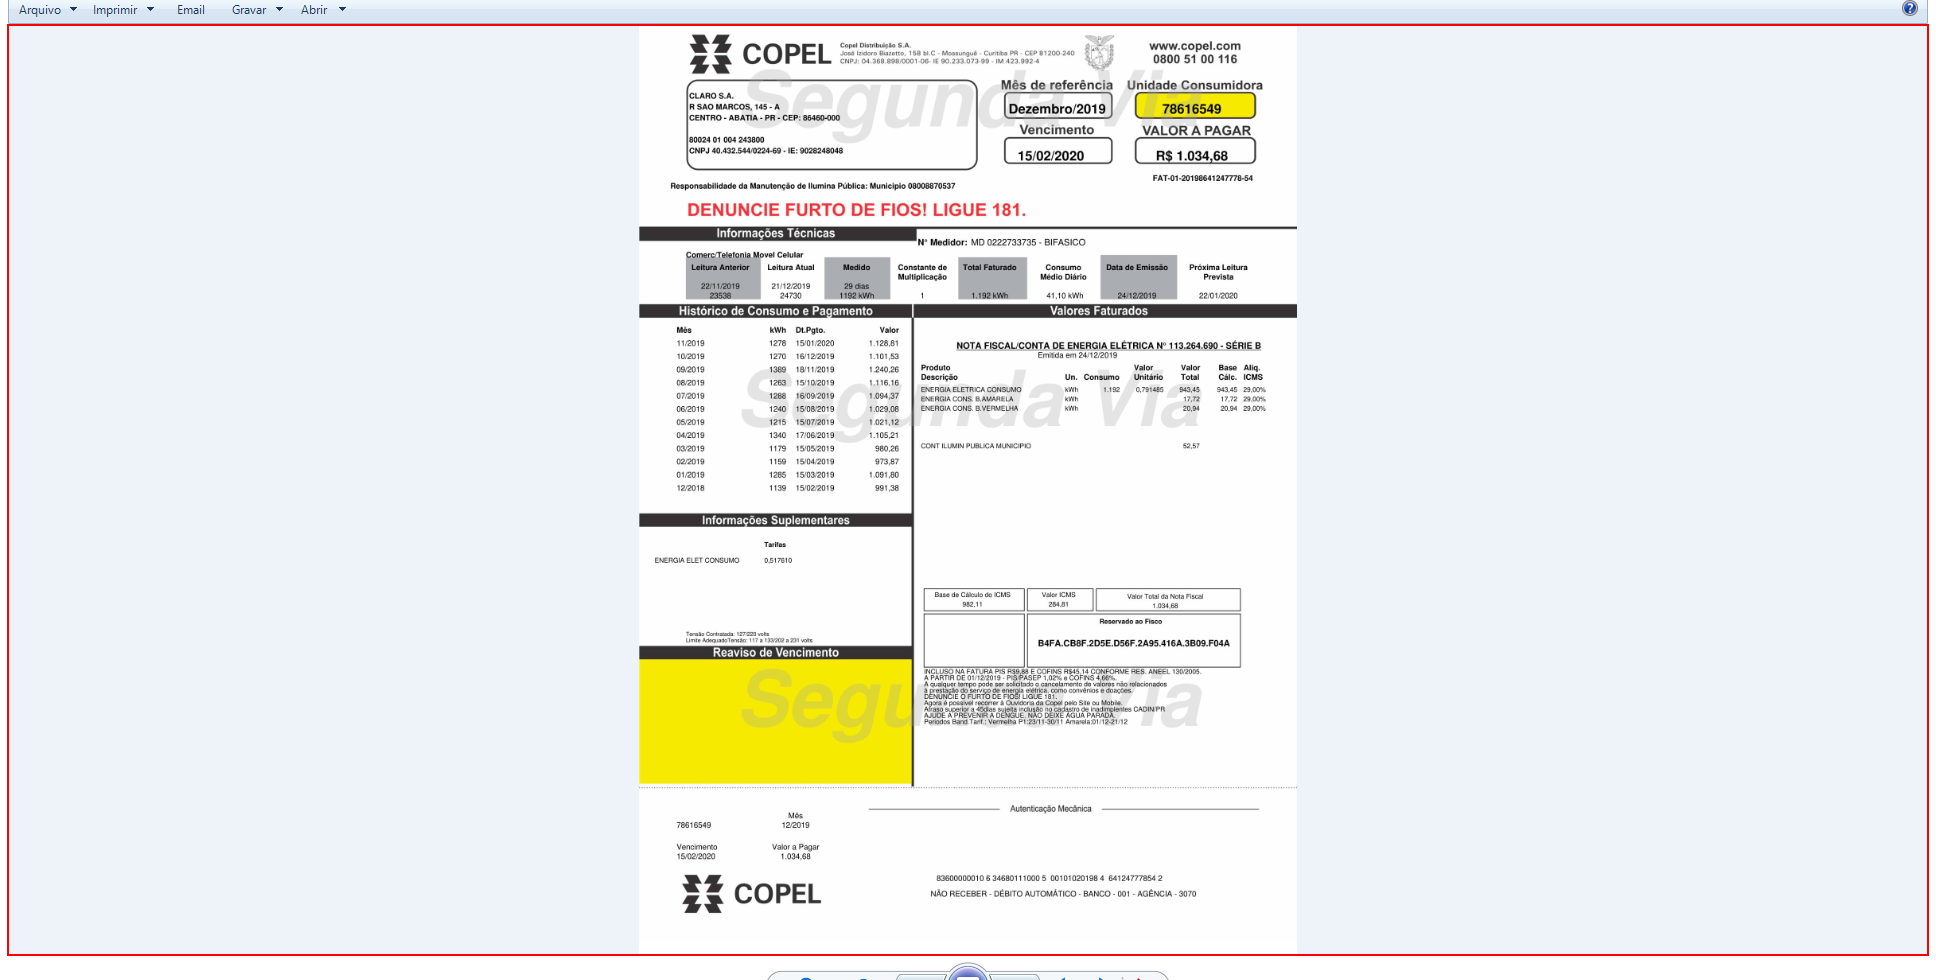 Arquivo Imprimir Email Gravar Abrir
COPEL
Copel Distribuição S.A.
José Izidoro Biazetto, 158 bl.C - Mossunguê - Curitiba PR - CEP 81200-240
CNPJ: 04.368.898/0001-06- IE 90.233.073-99 - IM 423.992-4
www.copel.com
0800 51 00 116
Segunda Via
Mês de referência Unidade Consumidora
Dezembro/2019 78616549
Vencimento VALOR A PAGAR
15/02/2020 R$ 1.034,68
CLARO S.A.
R SAO MARCOS, 145 - A
CENTRO - ABATIA - PR - CEP: 86460-000
80024 01 004 243800
CNPJ 40.432.544/0224-69 - IE: 9028248048
FAT-01-20198641247778-54
Responsabilidade da Manutenção de Ilumina Pública: Municipio 08008870537
DENUNCIE FURTO DE FIOS! LIGUE 181.
Informações Técnicas
N° Medidor: MD 0222733735 - BIFASICO
Comerc/Telefonia Movel Celular
Leitura Anterior Leitura Atual Medido Constante de Multiplicação Total Faturado Consumo Médio Diário Data de Emissão Próxima Leitura Prevista
22/11/2019 21/12/2019 29 dias
23538 24730 1192 kWh 1 1.192 kWh 41,10 kWh 24/12/2019 22/01/2020
Histórico de Consumo e Pagamento
Mês kWh Dt.Pgto. Valor
11/2019 1278 15/01/2020 1.128,81
10/2019 1270 16/12/2019 1.101,53
09/2019 1389 18/11/2019 1.240,26
08/2019 1263 15/10/2019 1.116,16
07/2019 1288 16/09/2019 1.094,37
06/2019 1240 15/08/2019 1.029,08
05/2019 1215 15/07/2019 1.021,12
04/2019 1340 17/06/2019 1.105,21
03/2019 1179 15/05/2019 980,26
02/2019 1159 15/04/2019 973,87
01/2019 1285 15/03/2019 1.091,80
12/2018 1139 15/02/2019 991,38
Valores Faturados
NOTA FISCAL/CONTA DE ENERGIA ELÉTRICA N° 113.264.690 - SÉRIE B
Emitida em 24/12/2019
Produto Valor Valor Base Aliq.
Descrição Un. Consumo Unitário Total Cálc. ICMS
ENERGIA ELETRICA CONSUMO kWh 1.192 0,791485 943,45 943,45 29,00%
ENERGIA CONS. B.AMARELA kWh 17,72 17,72 29,00%
ENERGIA CONS. B.VERMELHA kWh 20,94 20,94 29,00%
CONT ILUMIN PUBLICA MUNICIPIO 52,57
Segunda Via
Informações Suplementares
Tarifas
ENERGIA ELET CONSUMO 0,517610
Tensão Contratada: 127/220 volts
Limite AdequadoTensão: 117 a 133/202 a 231 volts
Base de Cálculo do ICMS Valor ICMS Valor Total da Nota Fiscal
982,11 284,81 1.034,68
Reservado ao Fisco
B4FA.CB8F.2D5E.D56F.2A95.416A.3B09.F04A
Reaviso de Vencimento
INCLUSO NA FATURA PIS R$9,88 E COFINS R$45,14 CONFORME RES. ANEEL 130/2005.
A PARTIR DE 01/12/2019 - PIS/PASEP 1,02% e COFINS 4,66%.
A qualquer tempo pode ser solicitado o cancelamento de valores não relacionados
à prestação do serviço de energia elétrica, como convênios e doações.
DENUNCIE O FURTO DE FIOS! LIGUE 181.
Agora é possível recorrer à Ouvidoria da Copel pelo Site ou Mobile.
Atraso superior a 45dias sujeita inclusão no cadastro de inadimplentes CADIN/PR
AJUDE A PREVENIR A DENGUE, NÃO DEIXE AGUA PARADA.
Periodos Band.Tarif.: Vermelha P1:23/11-30/11 Amarela:01/12-21/12
Segunda Via
Autenticação Mecânica
Mês
78616549 12/2019
Vencimento Valor a Pagar
15/02/2020 1.034,68
COPEL
83600000010 6 34680111000 5 00101020198 4 64124777854 2
NÃO RECEBER - DÉBITO AUTOMÁTICO - BANCO - 001 - AGÊNCIA - 3070